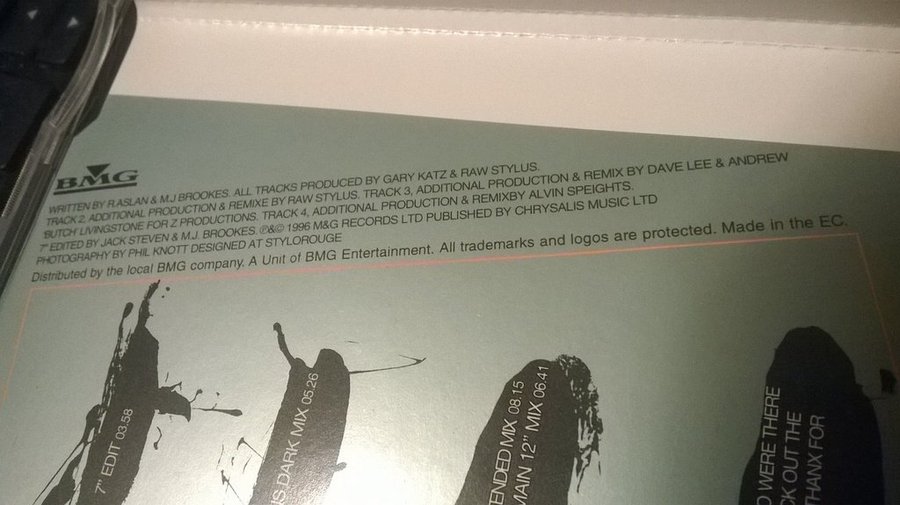 BMG
WRITTEN BY R.ASLAN & M.J BROOKES. ALL TRACKS PRODUCED BY GARY KATZ & RAW STYLUS.
TRACK 2, ADDITIONAL PRODUCTION & REMIXE BY RAW STYLUS. TRACK 3, ADDITIONAL PRODUCTION & REMIX BY DAVE LEE & ANDREW
'BUTCH' LIVINGSTONE FOR Z PRODUCTIONS. TRACK 4, ADDITIONAL PRODUCTION & REMIXBY ALVIN SPEIGHTS.
7" EDITED BY JACK STEVEN & M.J. BROOKES. ℗&© 1996 M&G RECORDS LTD PUBLISHED BY CHRYSALIS MUSIC LTD
PHOTOGRAPHY BY PHIL KNOTT DESIGNED AT STYLOROUGE
Distributed by the local BMG company. A Unit of BMG Entertainment. All trademarks and logos are protected. Made in the EC.
7" EDIT 03.58
DARK MIX 05.26
MIX 08.15
12" MIX 06.41
WERE THERE
OUT THE
THANX FOR